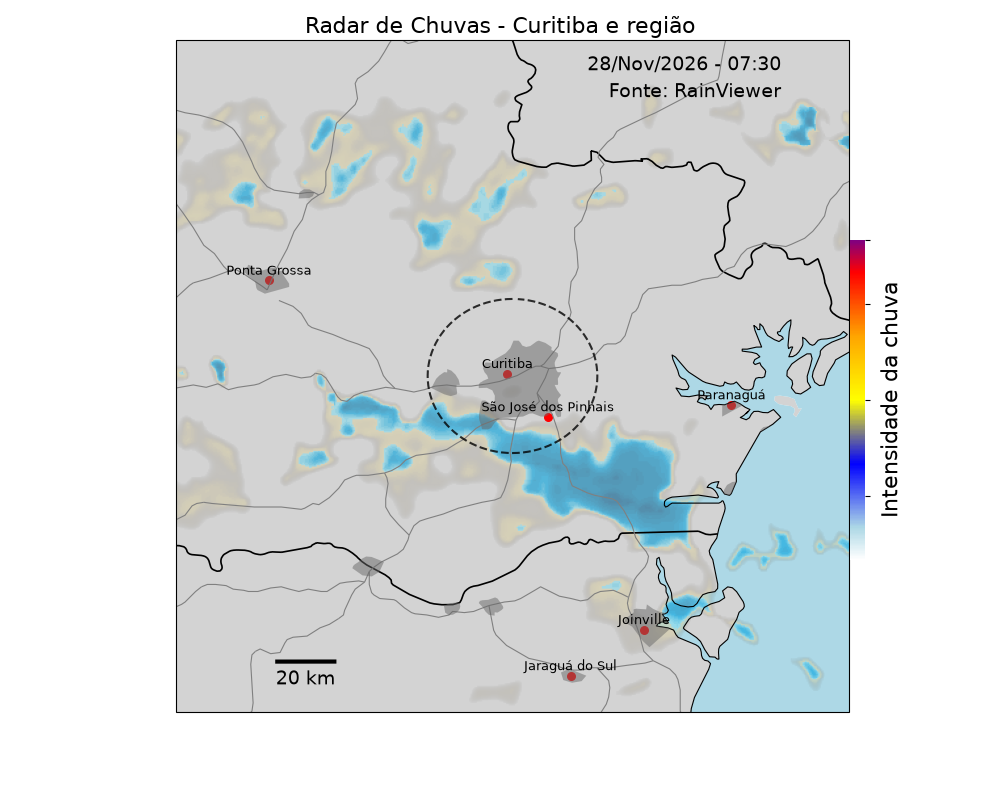 Radar de Chuvas - Curitiba e região
28/Nov/2026 - 07:30
Fonte: RainViewer
Ponta Grossa
Curitiba
Paranaguá
São José dos Pinhais
Intensidade da chuva
Joinville
Jaraguá do Sul
20 km